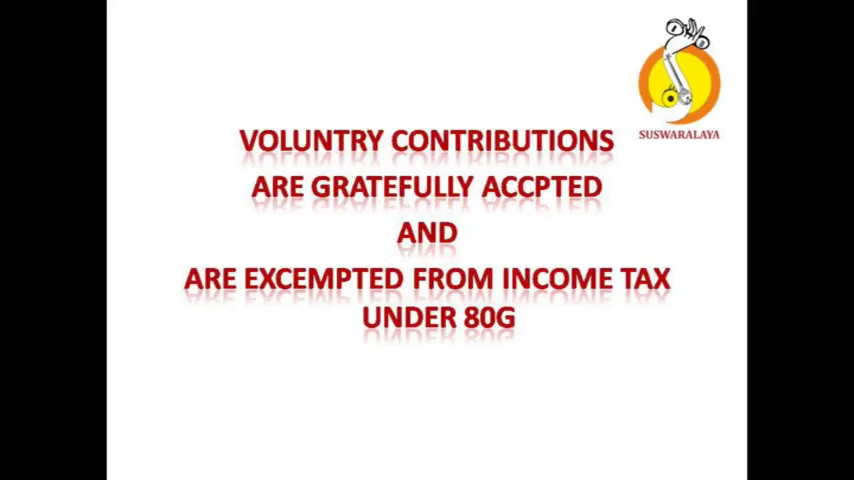 SUSWARALAYA
VOLUNTRY CONTRIBUTIONS
ARE GRATEFULLY ACCPTED
AND
ARE EXCEMPTED FROM INCOME TAX
UNDER 80G